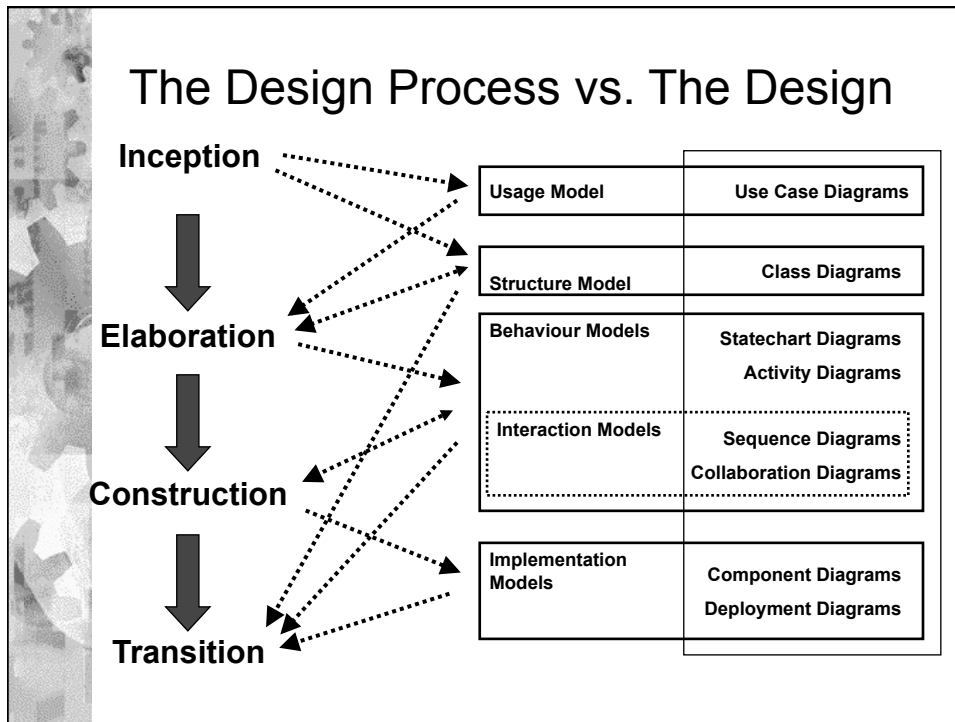 The Design Process vs. The Design
Inception
Elaboration
Construction
Transition
Usage Model
Use Case Diagrams
Structure Model
Class Diagrams
Behaviour Models
Statechart Diagrams
Activity Diagrams
Interaction Models
Sequence Diagrams
Collaboration Diagrams
Implementation
Models
Component Diagrams
Deployment Diagrams